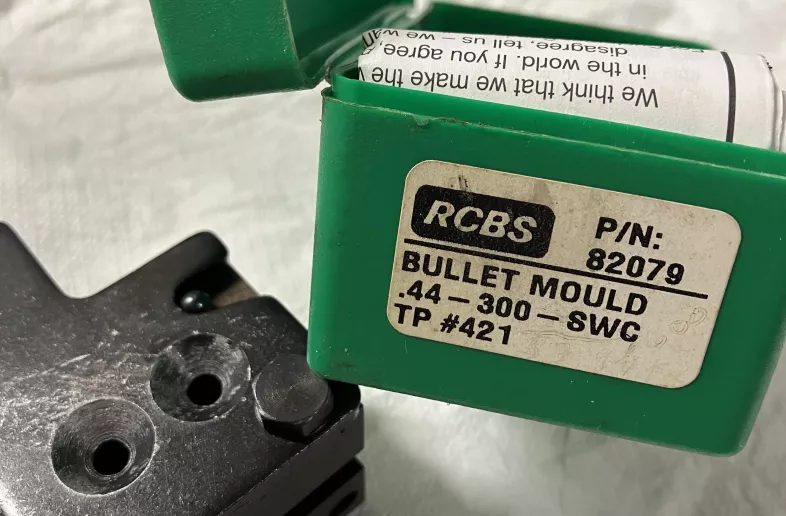 We think that we make the
in the world. If you agree,
disagree, tell us – we
RCBS
P/N:
82079
BULLET MOULD
.44–300–SWC
TP #421